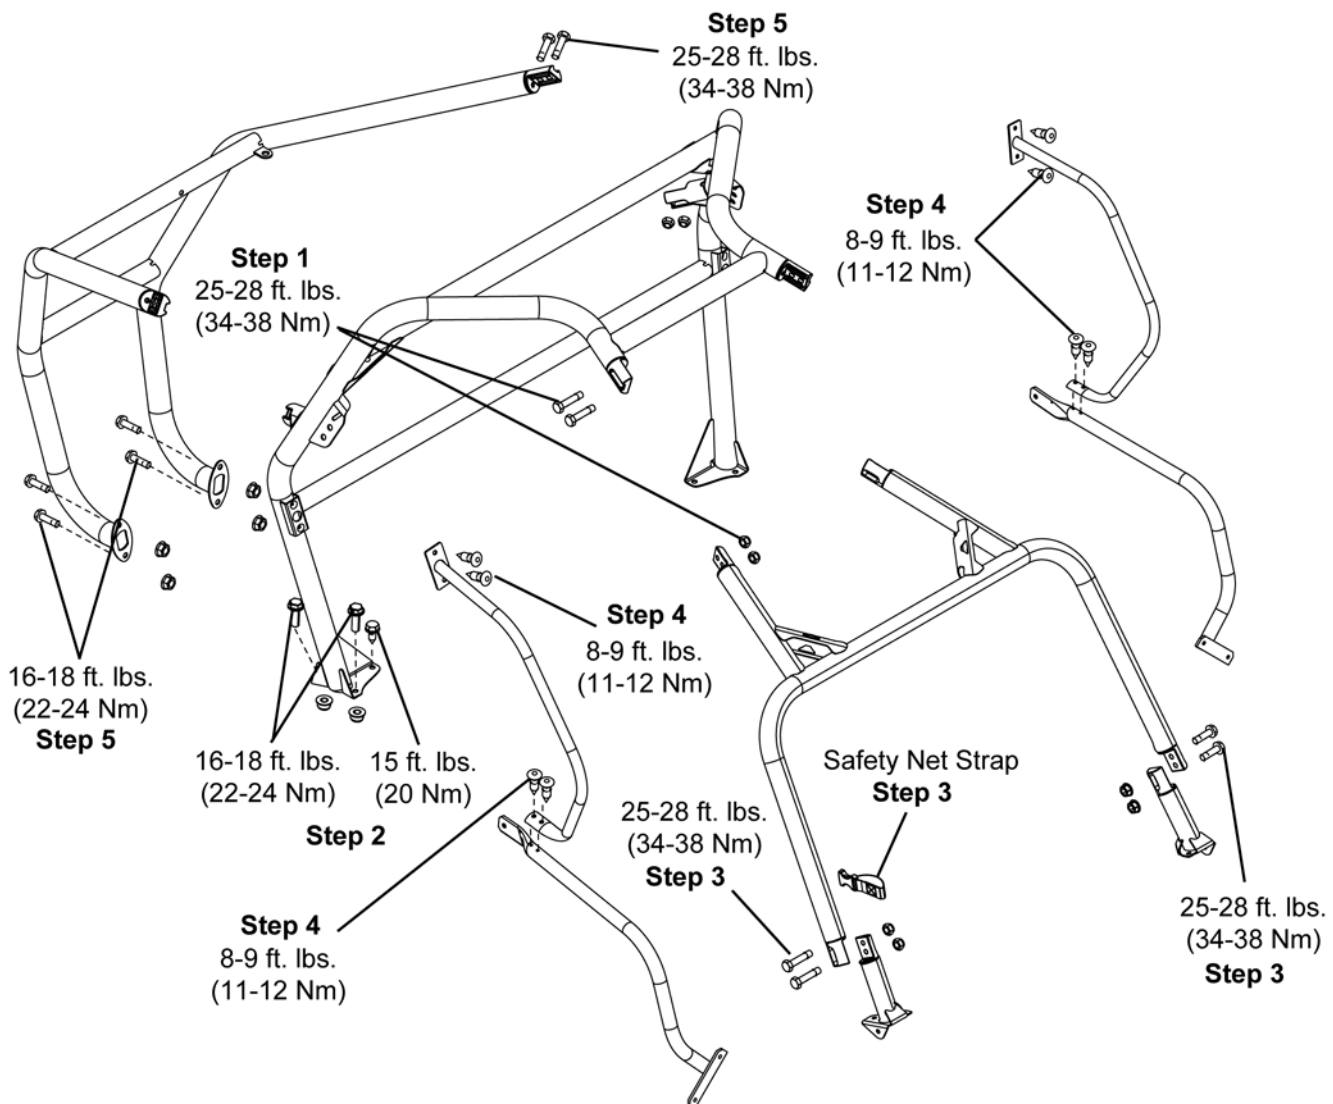 Step 5
25-28 ft. lbs.
(34-38 Nm)
Step 4
8-9 ft. lbs.
(11-12 Nm)
Step 1
25-28 ft. lbs.
(34-38 Nm)
Step 4
8-9 ft. lbs.
(11-12 Nm)
16-18 ft. lbs.
(22-24 Nm)
Step 5
16-18 ft. lbs.
(22-24 Nm)
15 ft. lbs.
(20 Nm)
Step 2
Safety Net Strap
Step 3
25-28 ft. lbs.
(34-38 Nm)
Step 3
Step 4
8-9 ft. lbs.
(11-12 Nm)
25-28 ft. lbs.
(34-38 Nm)
Step 3